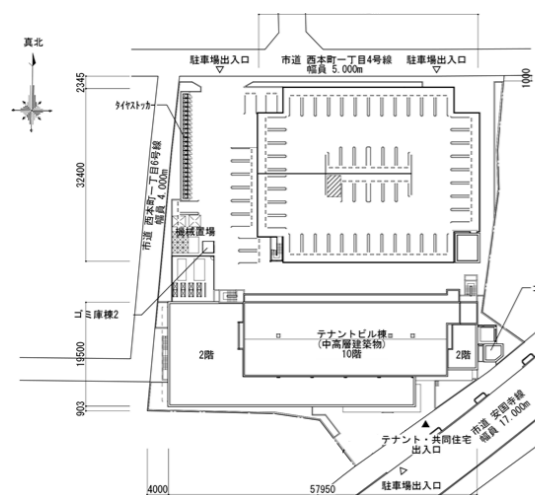 真北
駐車場出入口
市道 西本町一丁目4号線
幅員 5.000m
駐車場出入口
2345
1000
タイヤストッカー
32400
市道 西本町一丁目6号線
幅員 4.000m
機械置場
ゴミ庫棟2
19500
903
2階
テナントビル棟
(中高層建築物)
10階
2階
市道 安国寺線
幅員 17.000m
テナント・共同住宅
出入口
駐車場出入口
4000
57950